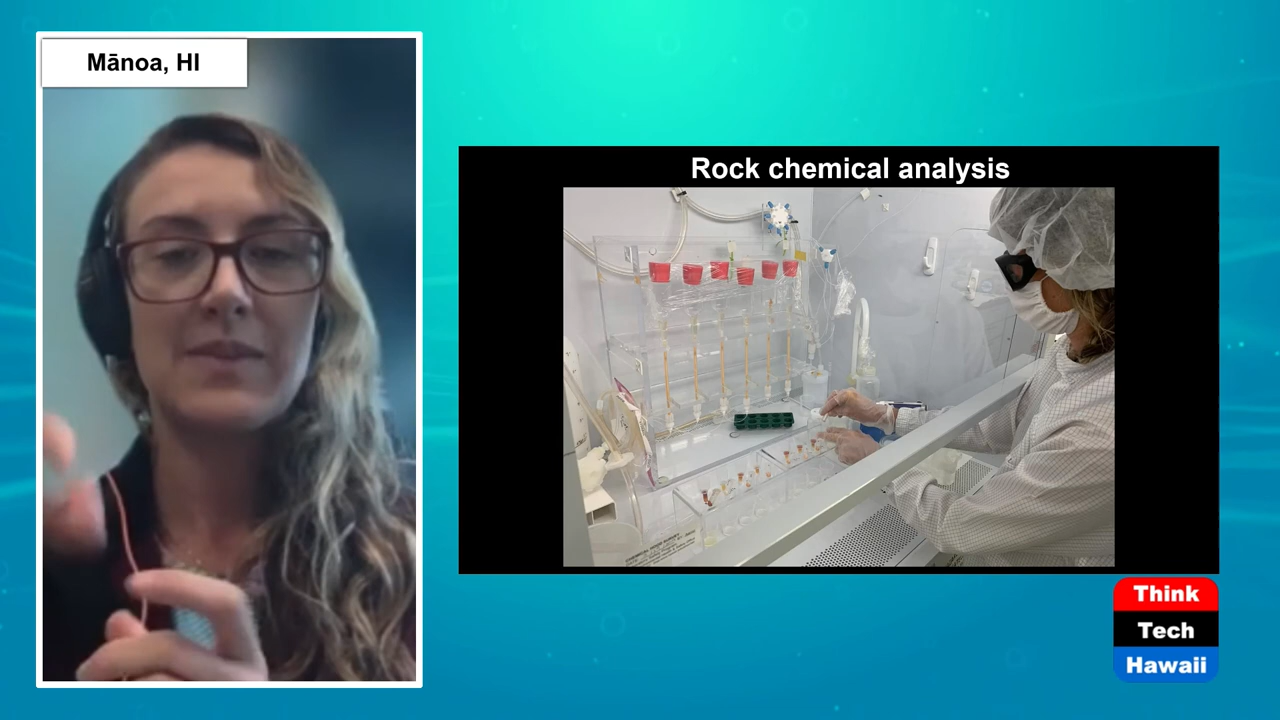 Mānoa, HI
Rock chemical analysis
Think
Tech
Hawaii